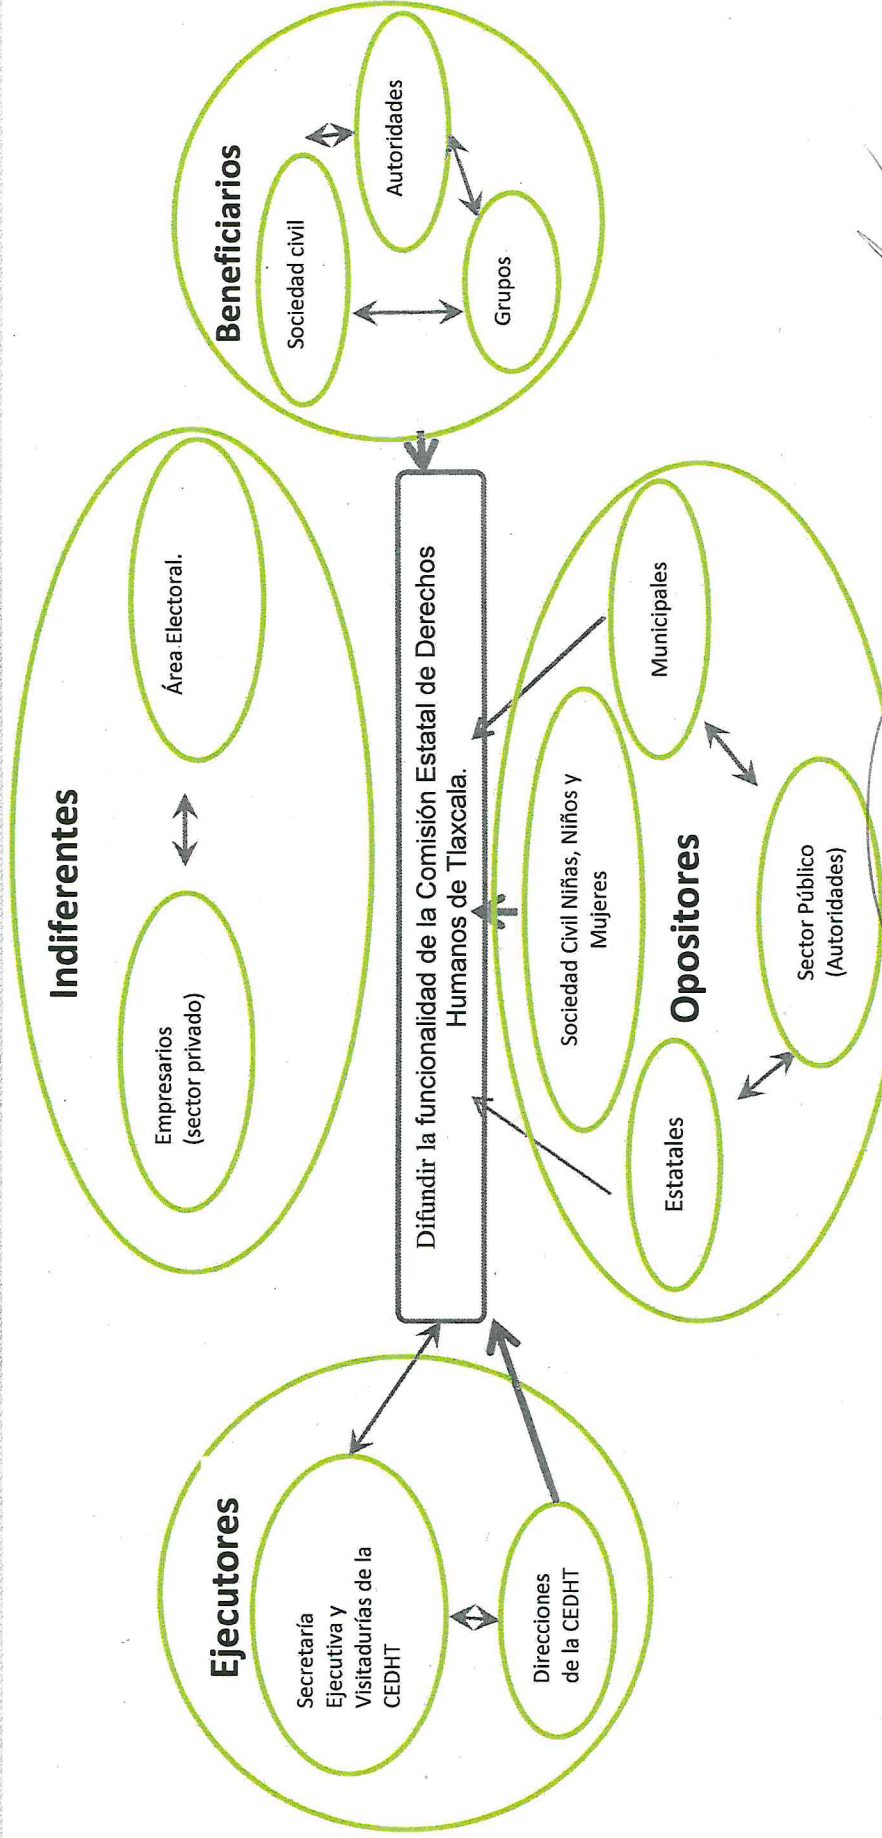 Indiferentes
Empresarios
(sector privado)
Área Electoral.
Ejecutores
Secretaría
Ejecutiva y
Visitadurías de la
CEDHT
Direcciones
de la CEDHT
Difundir la funcionalidad de la Comisión Estatal de Derechos
Humanos de Tlaxcala.
Beneficiarios
Sociedad civil
Autoridades
Grupos
Sociedad Civil Niñas, Niños y
Mujeres
Estatales
Opositores
Municipales
Sector Público
(Autoridades)